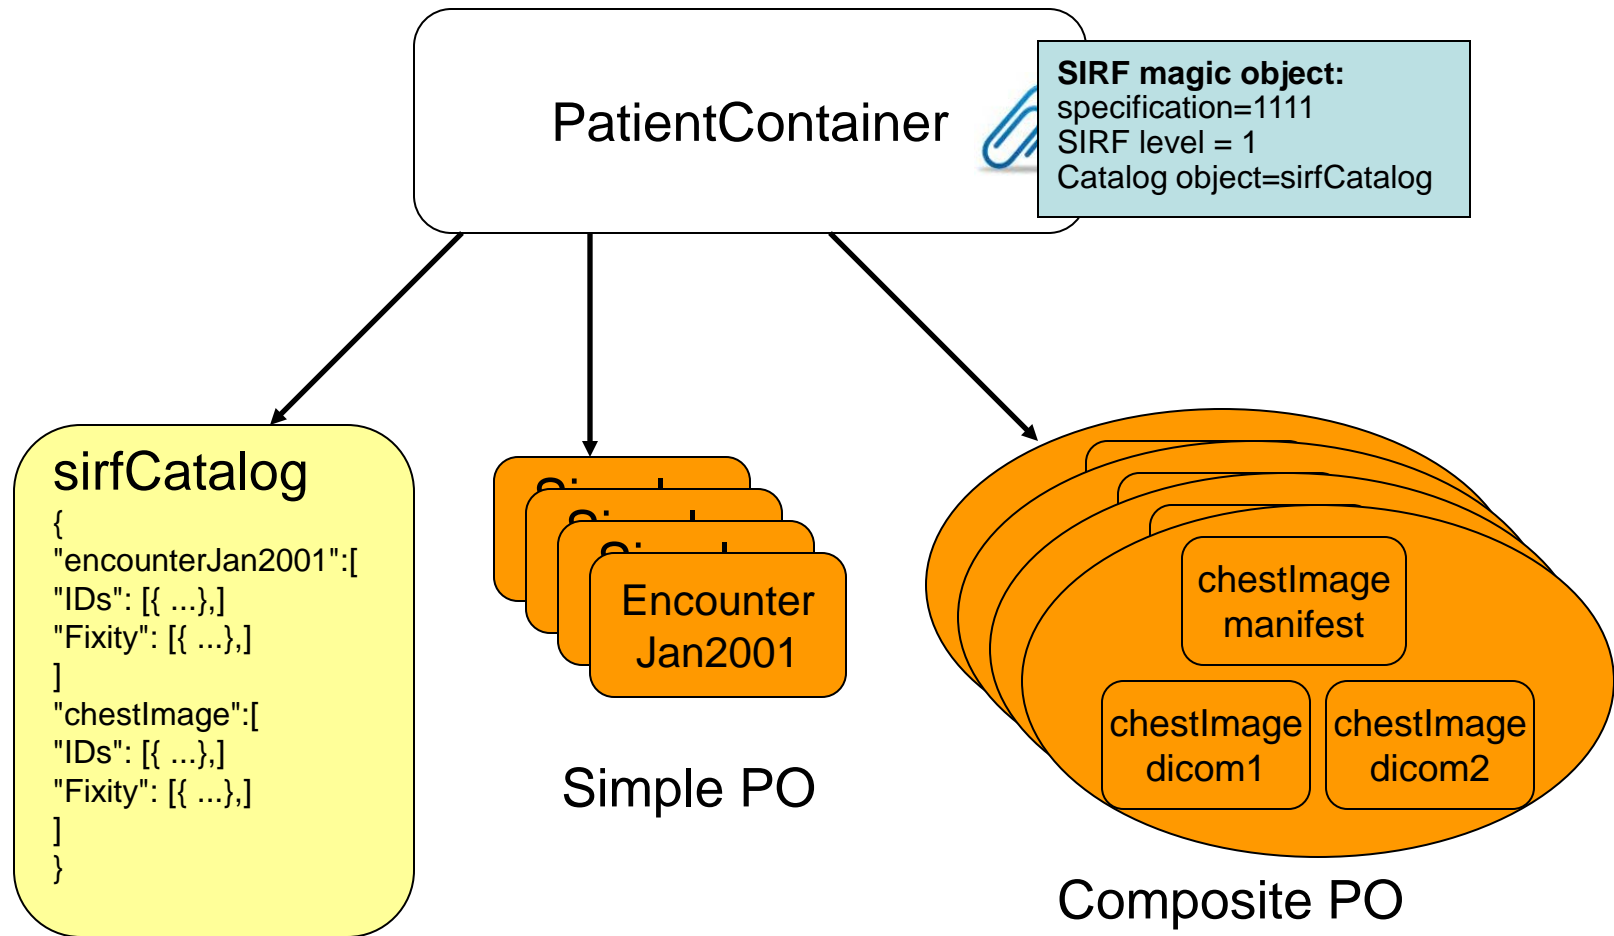 PatientContainer
SIRF magic object:
specification=1111
SIRF level = 1
Catalog object=sirfCatalog
sirfCatalog
{
"encounterJan2001":[
"IDs": [{ ...},]
"Fixity": [{ ...},]
]
"chestImage":[
"IDs": [{ ...},]
"Fixity": [{ ...},]
]
}
Encounter
Jan2001
Simple PO
chestImage
manifest
chestImage
dicom1
chestImage
dicom2
Composite PO